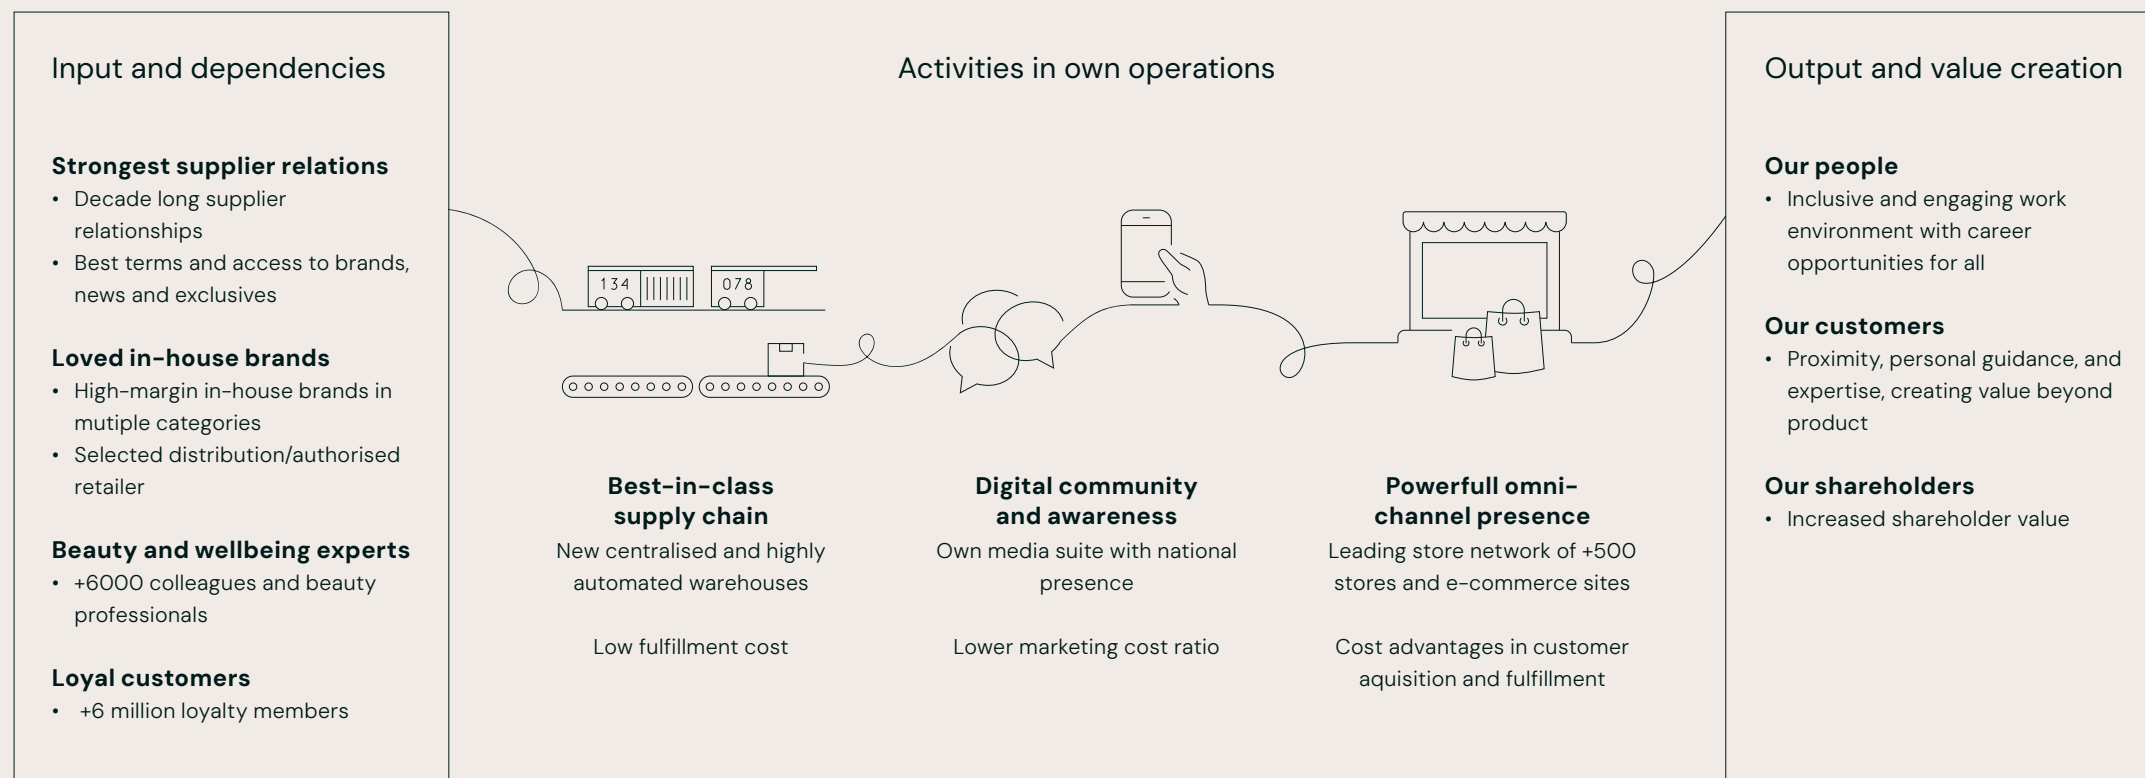 Input and dependencies
Strongest supplier relations
• Decade long supplier
relationships
• Best terms and access to brands,
news and exclusives
Loved in-house brands
• High-margin in-house brands in
mutiple categories
• Selected distribution/authorised
retailer
Beauty and wellbeing experts
• +6000 colleagues and beauty
professionals
Loyal customers
• +6 million loyalty members
Activities in own operations
134
078
Best-in-class
supply chain
New centralised and highly
automated warehouses
Low fulfillment cost
Digital community
and awareness
Own media suite with national
presence
Lower marketing cost ratio
Powerfull omni-
channel presence
Leading store network of +500
stores and e-commerce sites
Cost advantages in customer
aquisition and fulfillment
Output and value creation
Our people
• Inclusive and engaging work
environment with career
opportunities for all
Our customers
• Proximity, personal guidance, and
expertise, creating value beyond
product
Our shareholders
• Increased shareholder value